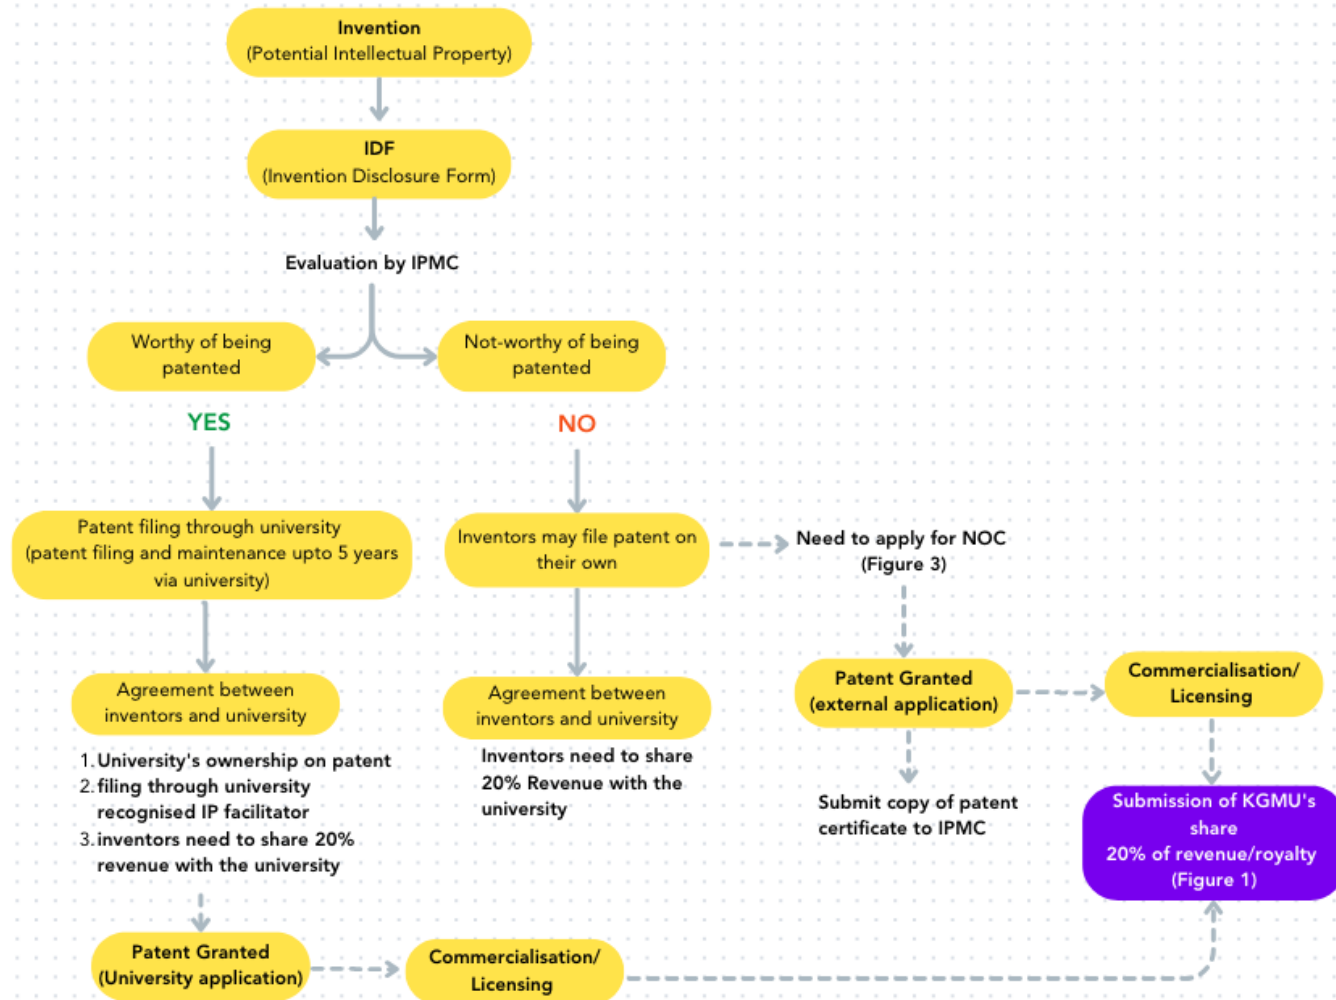 Invention
(Potential Intellectual Property)
IDF
(Invention Disclosure Form)
Evaluation by IPMC
Worthy of being
patented
Not-worthy of being
patented
YES
NO
Patent filing through university
(patent filing and maintenance upto 5 years
via university)
Inventors may file patent on
their own
Need to apply for NOC
(Figure 3)
Agreement between
inventors and university
1. University's ownership on patent
2. filing through university
recognised IP facilitator
3. inventors need to share 20%
revenue with the university
Agreement between
inventors and university
Inventors need to share
20% Revenue with the
university
Patent Granted
(external application)
Submit copy of patent
certificate to IPMC
Commercialisation/
Licensing
Submission of KGMU's
share
20% of revenue/royalty
(Figure 1)
Patent Granted
(University application)
Commercialisation/
Licensing